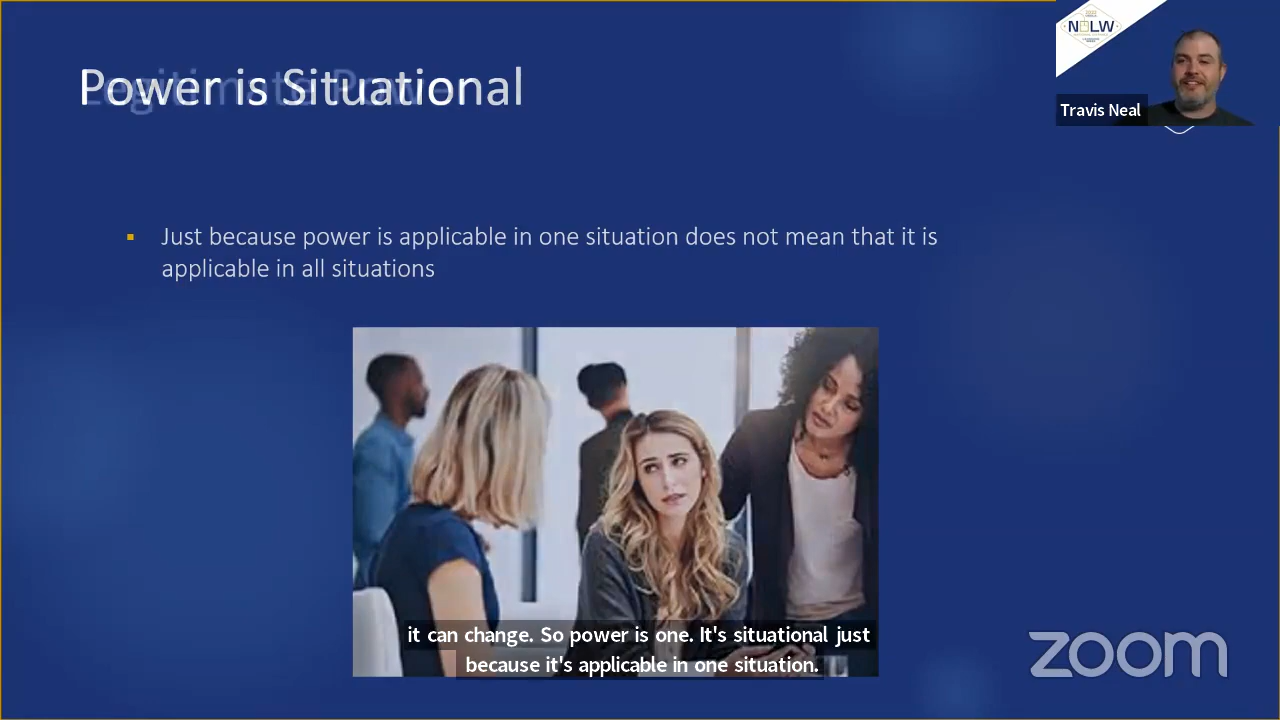 Power is Situational
NLW
Travis Neal
Just because power is applicable in one situation does not mean that it is
applicable in all situations
it can change. So power is one. It's situational just
because it's applicable in one situation.
zoom